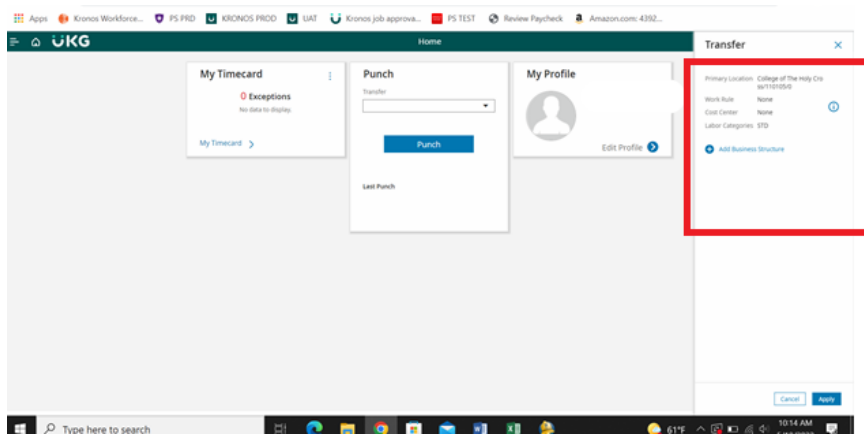 Apps Kronos Workforce... PS PRD KRONOS PROD UAT Kronos job approva... PS TEST Review Paycheck Amazon.com: 4392...
UKG Home
Transfer
My Timecard
0 Exceptions
No data to display.
My Timecard
Punch
Transfer
Punch
Last Punch
My Profile
Edit Profile
Primary Location College of The Holy Cro
ss/110105/0
Work Rule None
Cost Center None
Labor Categories STD
Add Business Structure
Cancel Apply
Type here to search
61°F 10:14 AM